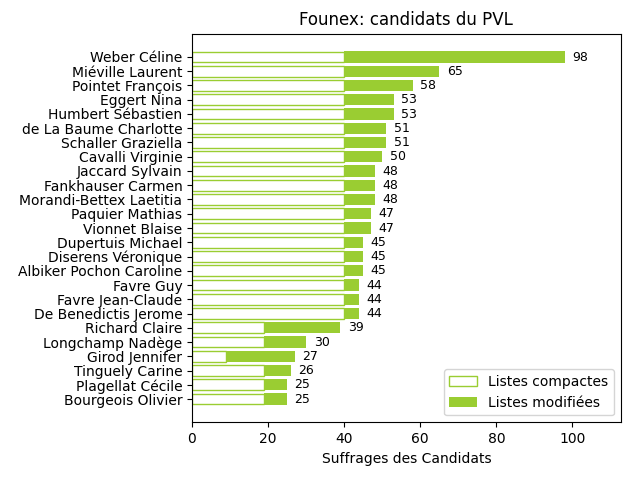 Founex: candidats du PVL
Weber Céline 98
Miéville Laurent 65
Pointet François 58
Eggert Nina 53
Humbert Sébastien 53
de La Baume Charlotte 51
Schaller Graziella 51
Cavalli Virginie 50
Jaccard Sylvain 48
Fankhauser Carmen 48
Morandi-Bettex Laetitia 48
Paquier Mathias 47
Vionnet Blaise 47
Dupertuis Michael 45
Diserens Véronique 45
Albiker Pochon Caroline 45
Favre Guy 44
Favre Jean-Claude 44
De Benedictis Jerome 44
Richard Claire 39
Longchamp Nadège 30
Girod Jennifer 27
Tinguely Carine 26
Plagellat Cécile 25
Bourgeois Olivier 25
Listes compactes
Listes modifiées
0 20 40 60 80 100
Suffrages des Candidats